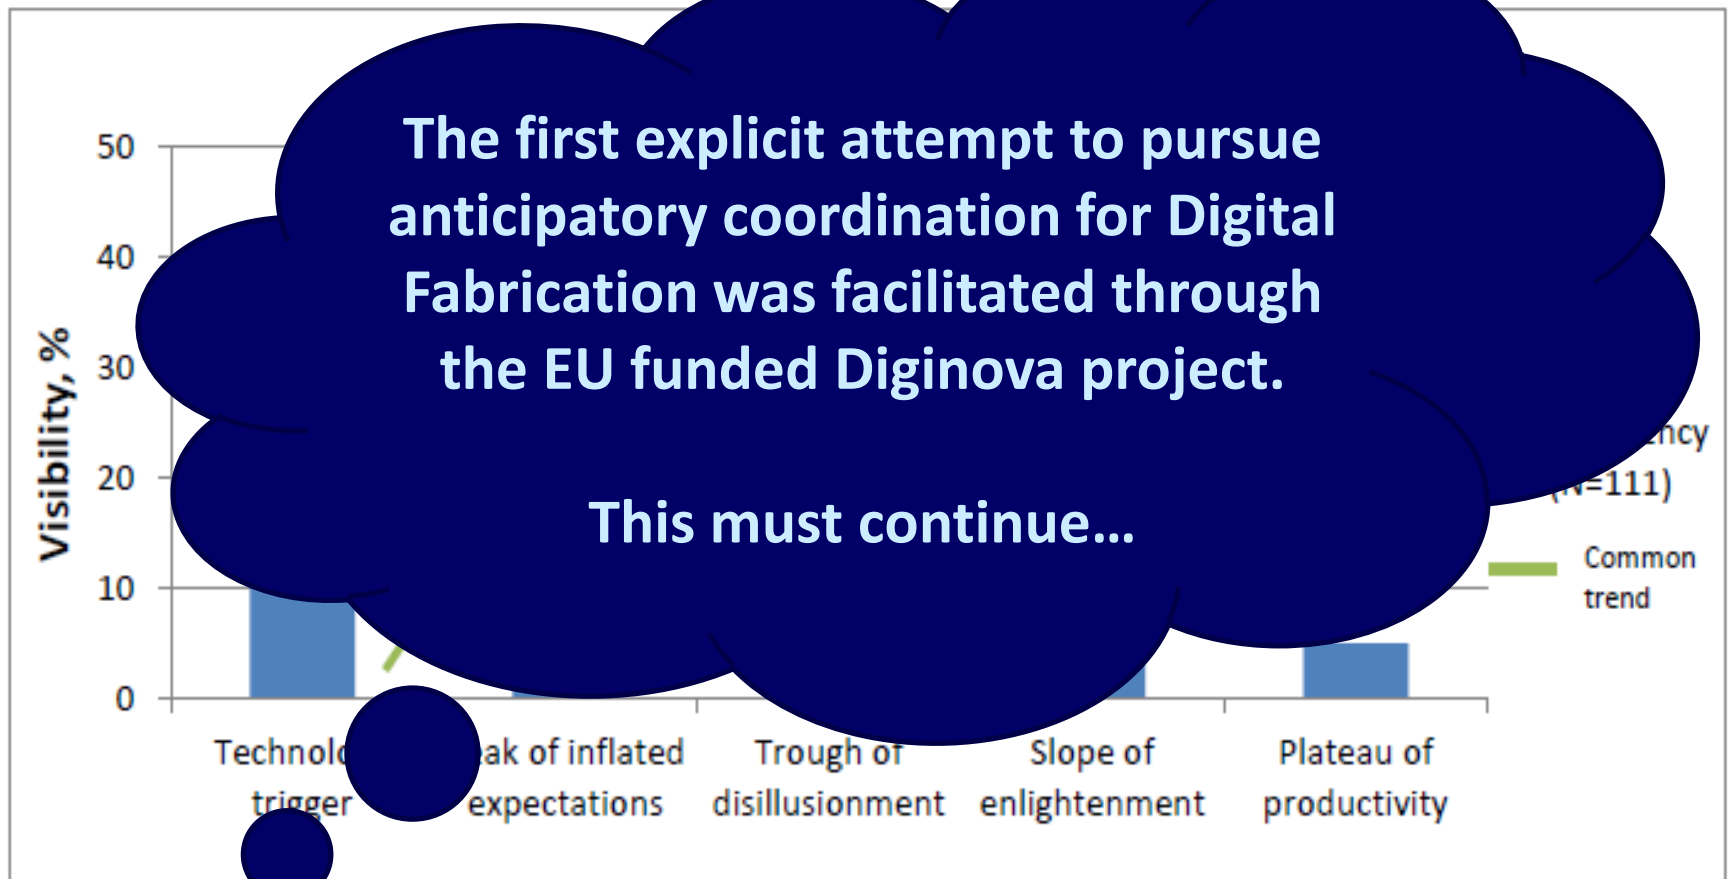 The first explicit attempt to pursue
anticipatory coordination for Digital
Fabrication was facilitated through
the EU funded Diginova project.
This must continue…
50
40
30
20
10
0
Visibility, %
(N=111)
Common
trend
trigger
of inflated
expectations
Trough of
disillusionment
Slope of
enlightenment
Plateau of
productivity